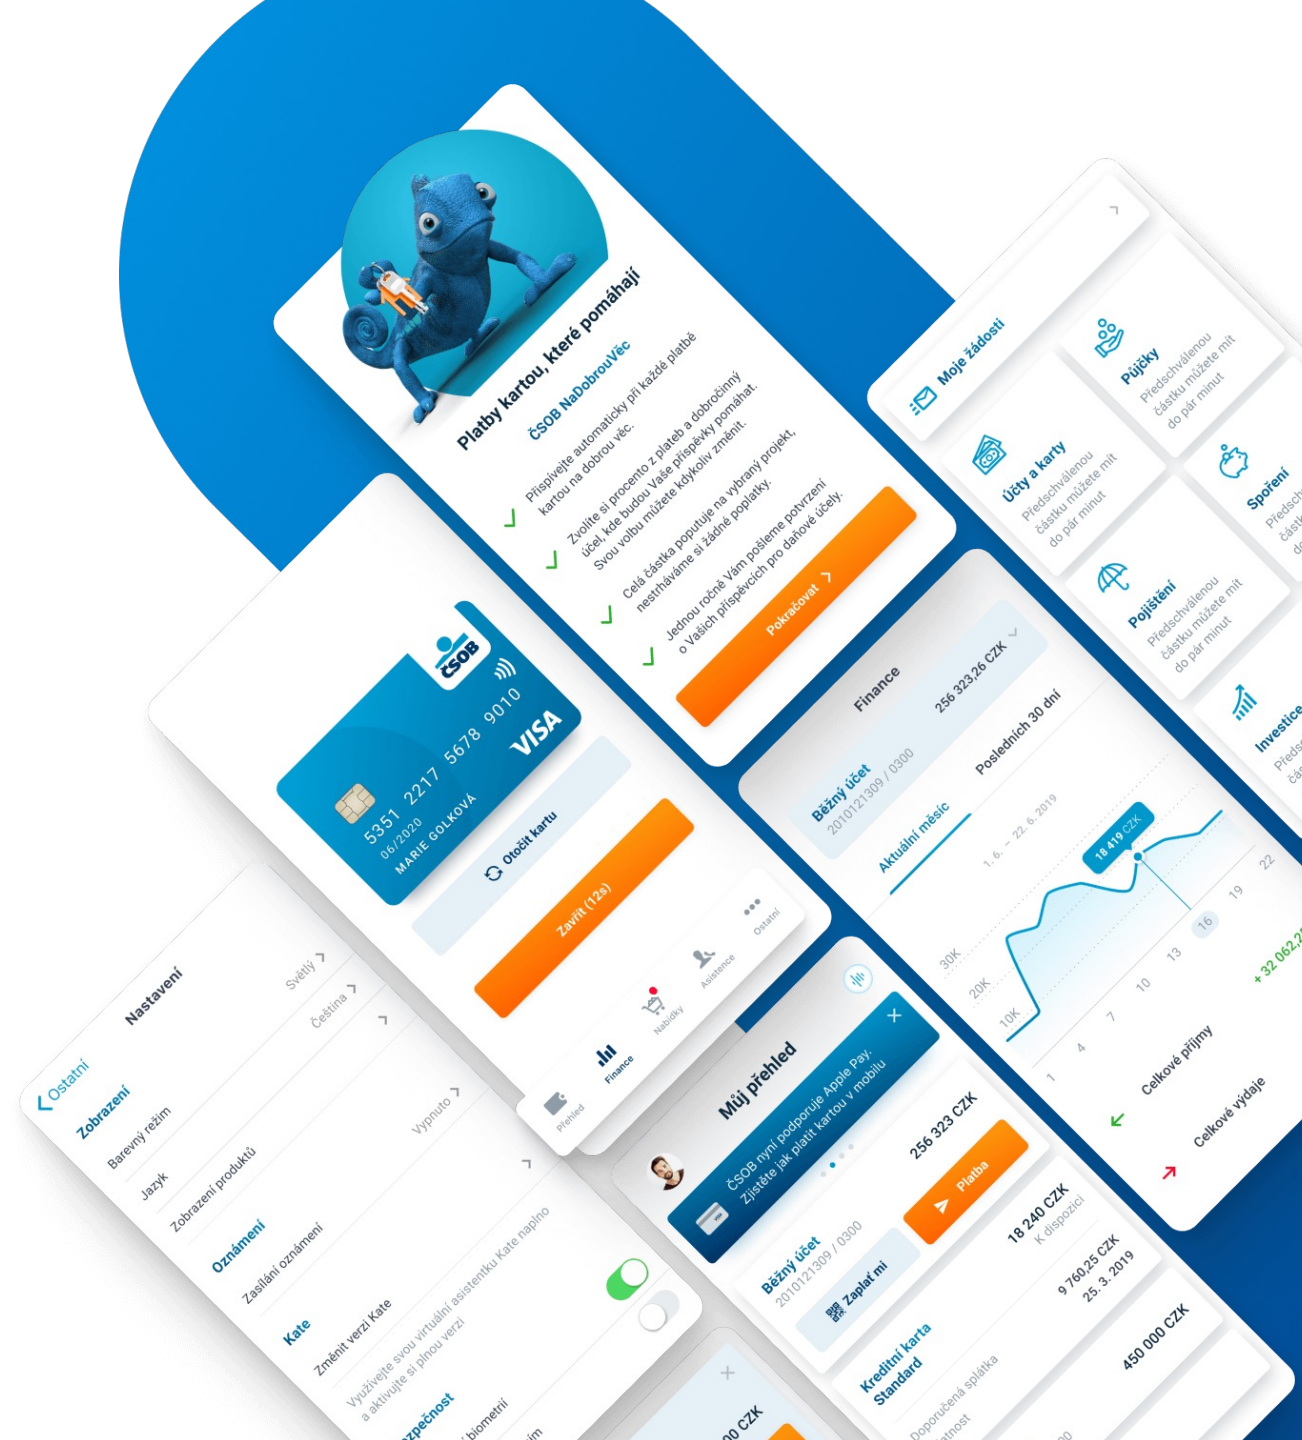 Platby kartou, které pomáhají
ČSOB NaDobrouVěc
Přispívejte automaticky při každé platbě
kartou na dobrou věc.
Zvolíte si procento z plateb a dobročinný
účel, kde budou Vaše příspěvky pomáhat.
Svou volbu můžete kdykoliv změnit.
Celá částka poputuje na vybraný projekt,
nestrháváme si žádné poplatky.
Jednou ročně Vám pošleme potvrzení
o Vašich příspěvcích pro daňové účely.
Pokračovat
Moje žádosti
Půjčky
Předschválenou
částku můžete mít
do pár minut
Účty a karty
Předschválenou
částku můžete mít
do pár minut
Spoření
Pojištění
Předschválenou
částku můžete mít
do pár minut
Investice
ČSOB
5351 2217 5678 9010
06/2020
MARIE GOLKOVÁ
VISA
Otočit kartu
Zavřít (12s)
Přehled
Finance
Nabídky
Asistence
Ostatní
Finance
Běžný účet
256 323,26 CZK
2010121309 / 0300
Aktuální měsíc
Posledních 30 dní
1. 6. – 22. 6. 2019
18 419 CZK
30K
20K
10K
1
4
7
10
13
16
19
22
Celkové příjmy
Celkové výdaje
Ostatní
Nastavení
Zobrazení
Barevný režim
Světlý
Jazyk
Čeština
Zobrazení produktů
Oznámení
Zasílání oznámení
Vypnuto
Kate
Změnit verzi Kate
Využívejte svou virtuální asistentku Kate naplno
a aktivujte si plnou verzi
Můj přehled
ČSOB nyní podporuje Apple Pay.
Zjistěte jak platit kartou v mobilu
Běžný účet
256 323 CZK
2010121309 / 0300
Zaplať mi
Platba
Kreditní karta
Standard
18 240 CZK
K dispozici
Doporučená splátka
9 760,25 CZK
25. 3. 2019
450 000 CZK